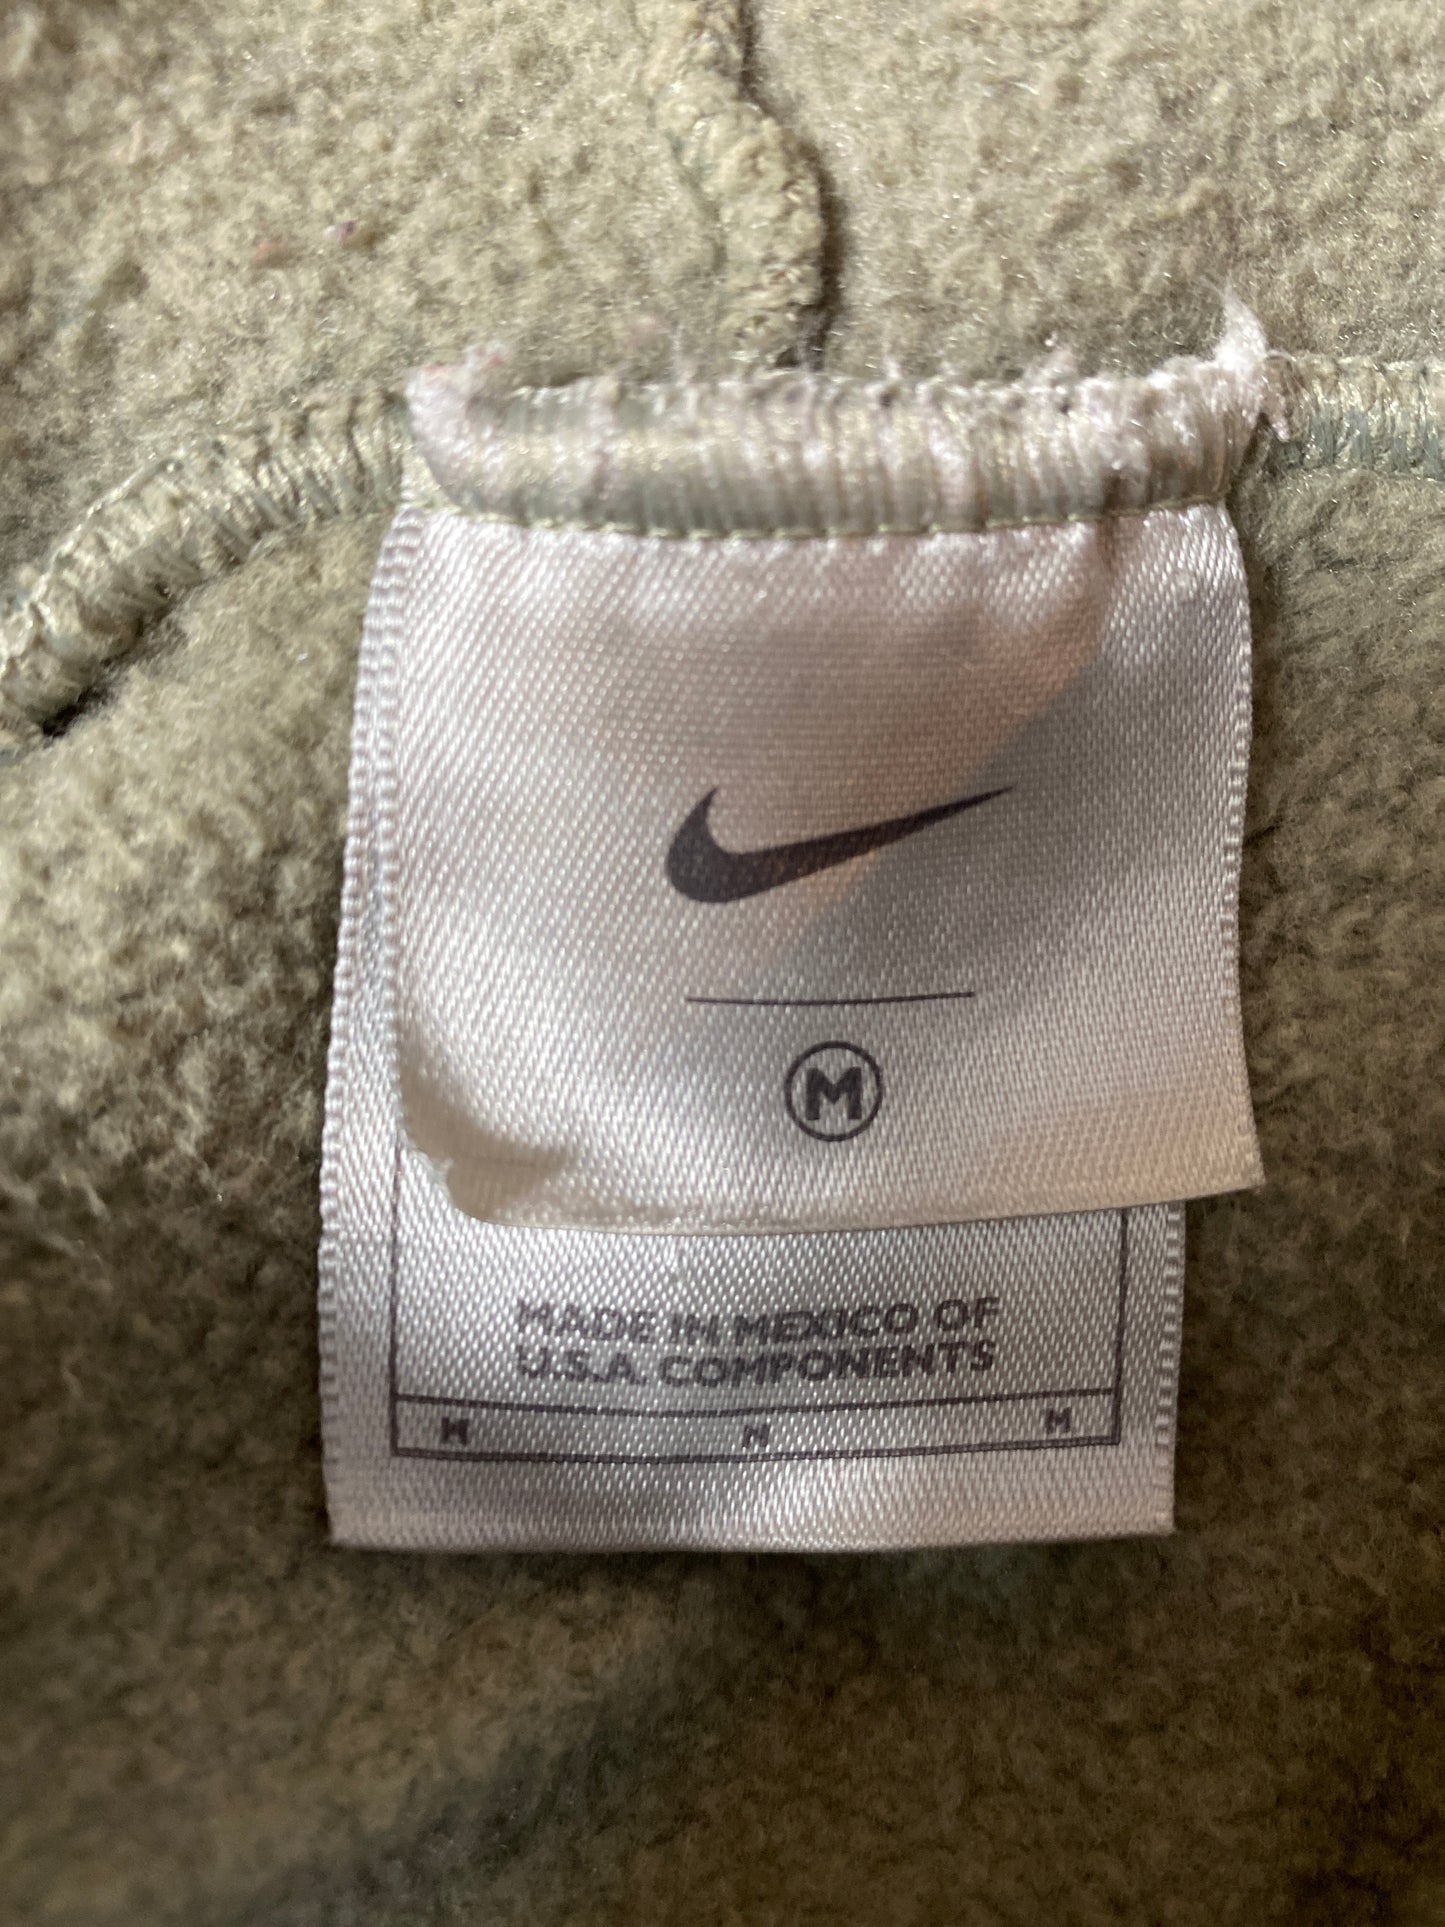 M
MADE IN MEXICO OF
U.S.A. COMPONENTS
M M M